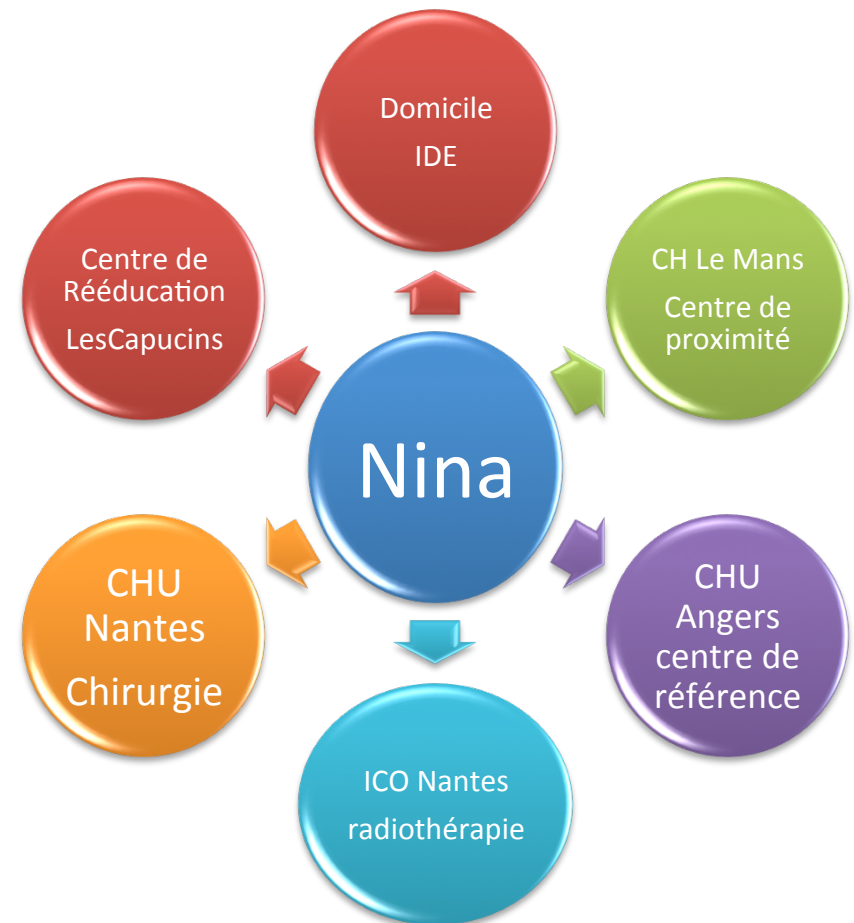 Domicile
IDE
Centre de
Rééducation
LesCapucins
CH Le Mans
Centre de
proximité
Nina
CHU
Nantes
Chirurgie
CHU
Angers
centre de
référence
ICO Nantes
radiothérapie